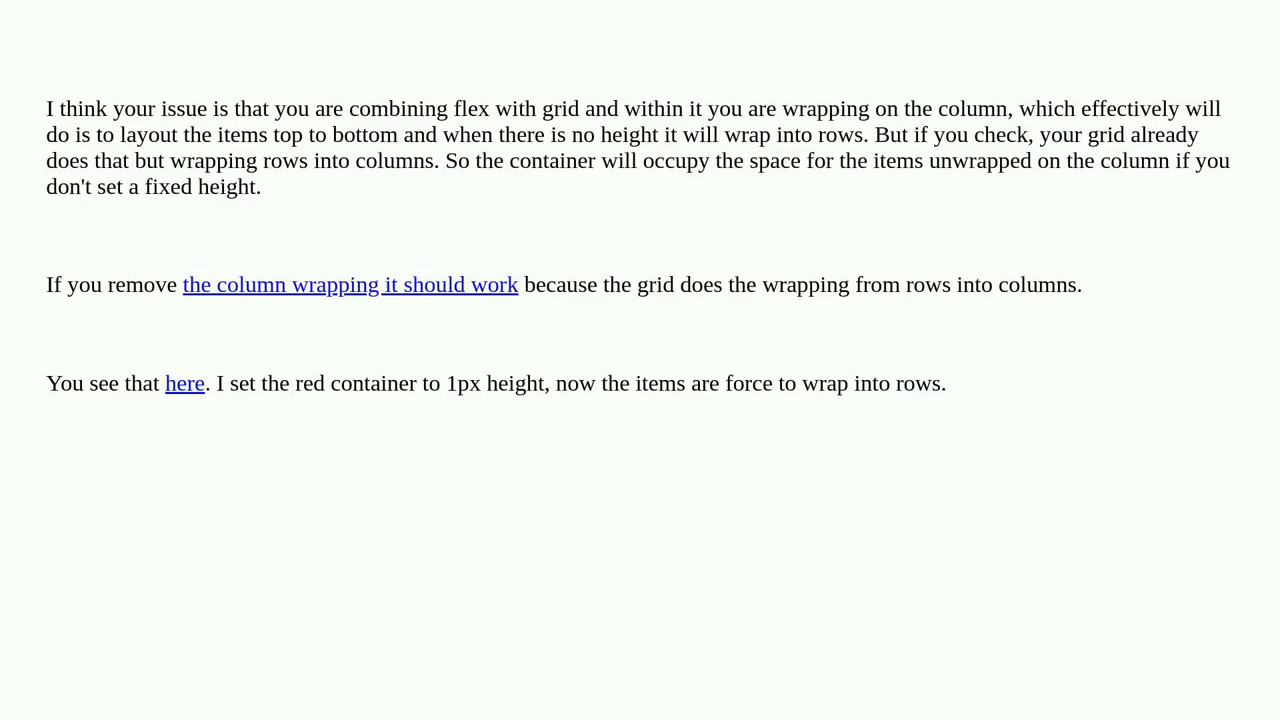 I think your issue is that you are combining flex with grid and within it you are wrapping on the column, which effectively will
do is to layout the items top to bottom and when there is no height it will wrap into rows. But if you check, your grid already
does that but wrapping rows into columns. So the container will occupy the space for the items unwrapped on the column if you
don't set a fixed height.
If you remove the column wrapping it should work because the grid does the wrapping from rows into columns.
You see that here. I set the red container to 1px height, now the items are force to wrap into rows.